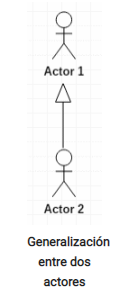 Actor 1
Actor 2
Generalización
entre dos
actores